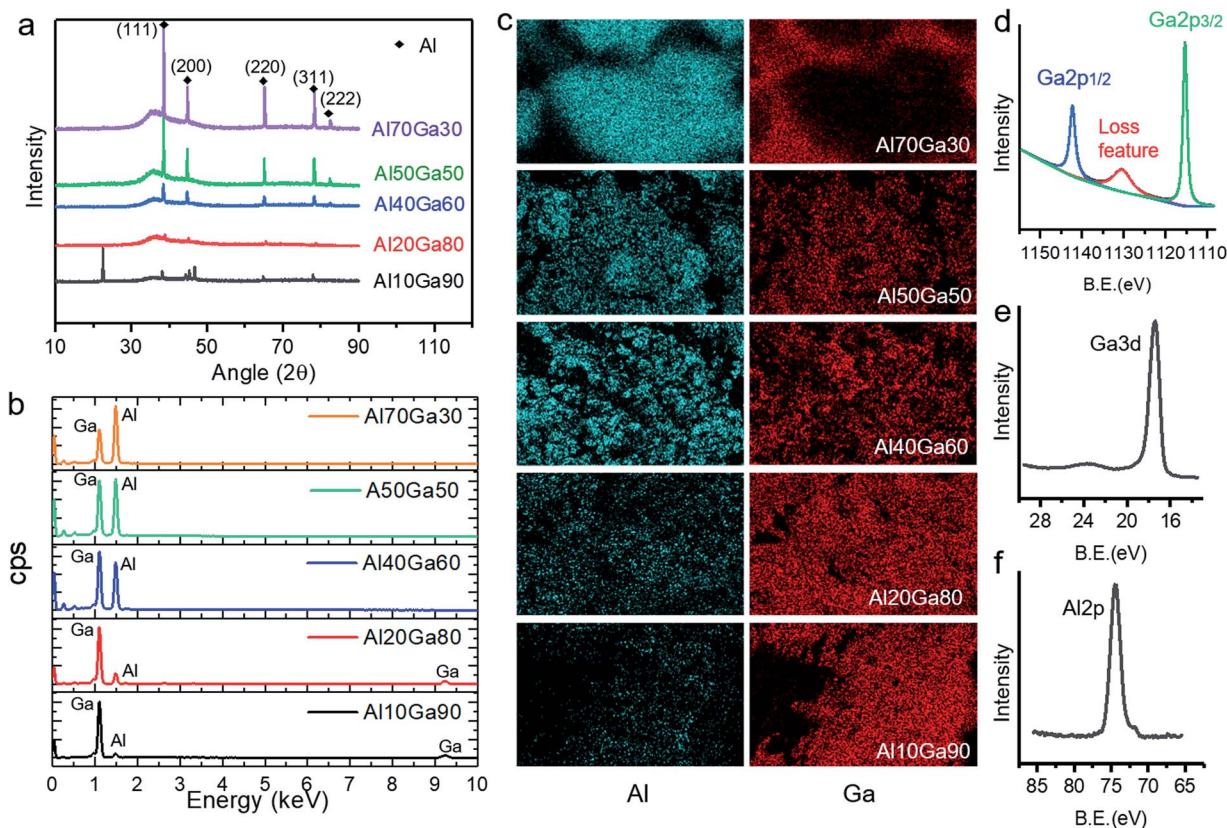 a
(111)
◆ Al
(200)
(220)
(311)
(222)
Al70Ga30
Al50Ga50
Al40Ga60
Al20Ga80
Al10Ga90
Intensity
10 30 50 70 90 110
Angle (2θ)
b
Ga Al Al70Ga30
Ga Al A50Ga50
Ga Al Al40Ga60
Ga Al Al20Ga80 Ga
Ga Al Al10Ga90 Ga
cps
0 1 2 3 4 5 6 7 8 9 10
Energy (keV)
c
Al70Ga30
Al50Ga50
Al40Ga60
Al20Ga80
Al10Ga90
Al Ga
d
Ga2p3/2
Ga2p1/2
Loss
feature
Intensity
1150 1140 1130 1120 1110
B.E.(eV)
e
Ga3d
Intensity
28 22 16
B.E.(eV)
f
Al2p
Intensity
85 80 75 70 65
B.E.(eV)